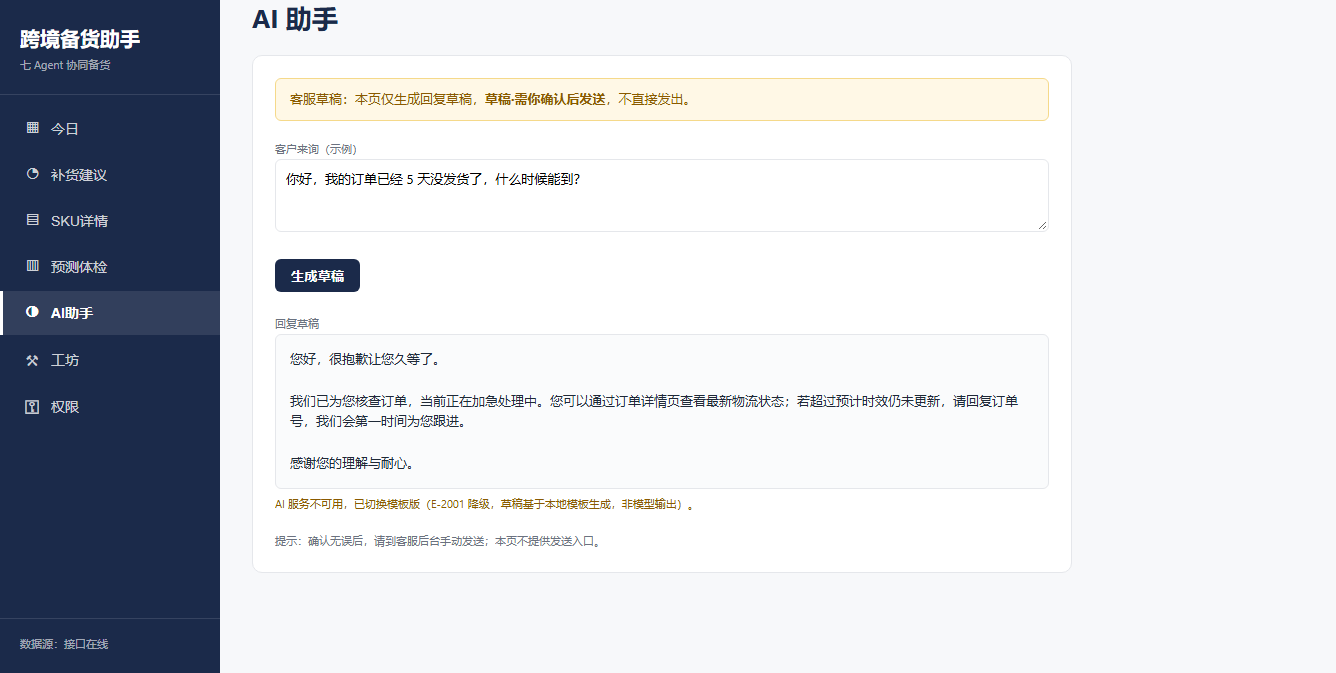 跨境备货助手
七 Agent 协同备货
今日
补货建议
SKU详情
预测体检
AI助手
工坊
权限
数据源：接口在线
AI 助手
客服草稿：本页仅生成回复草稿，草稿·需你确认后发送，不直接发出。
客户来询（示例）
你好，我的订单已经 5 天没发货了，什么时候能到？
生成草稿
回复草稿
您好，很抱歉让您久等了。
我们已为您核查订单，当前正在加急处理中。您可以通过订单详情页查看最新物流状态；若超过预计时效仍未更新，请回复订单
号，我们会第一时间为您跟进。
感谢您的理解与耐心。
AI 服务不可用，已切换模板版（E-2001 降级，草稿基于本地模板生成，非模型输出）。
提示：确认无误后，请到客服后台手动发送；本页不提供发送入口。